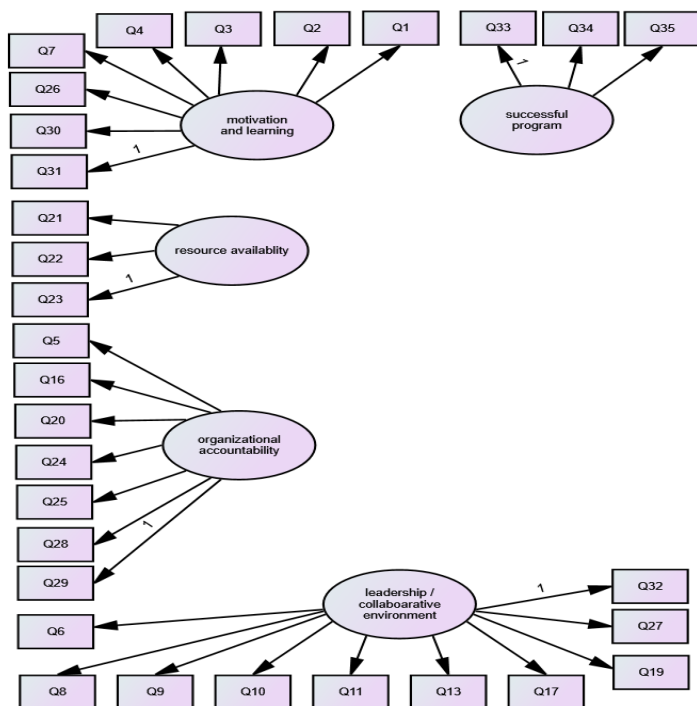 Q4
Q3
Q2
Q1
Q33
Q34
Q35
Q7
Q26
Q30
Q31
motivation
and learning
1
successful
program
1
Q21
Q22
Q23
resource availablity
1
Q5
Q16
Q20
Q24
Q25
Q28
Q29
organizational
accountability
1
leadership /
collaboarative
environment
1
Q32
Q27
Q19
Q6
Q8
Q9
Q10
Q11
Q13
Q17